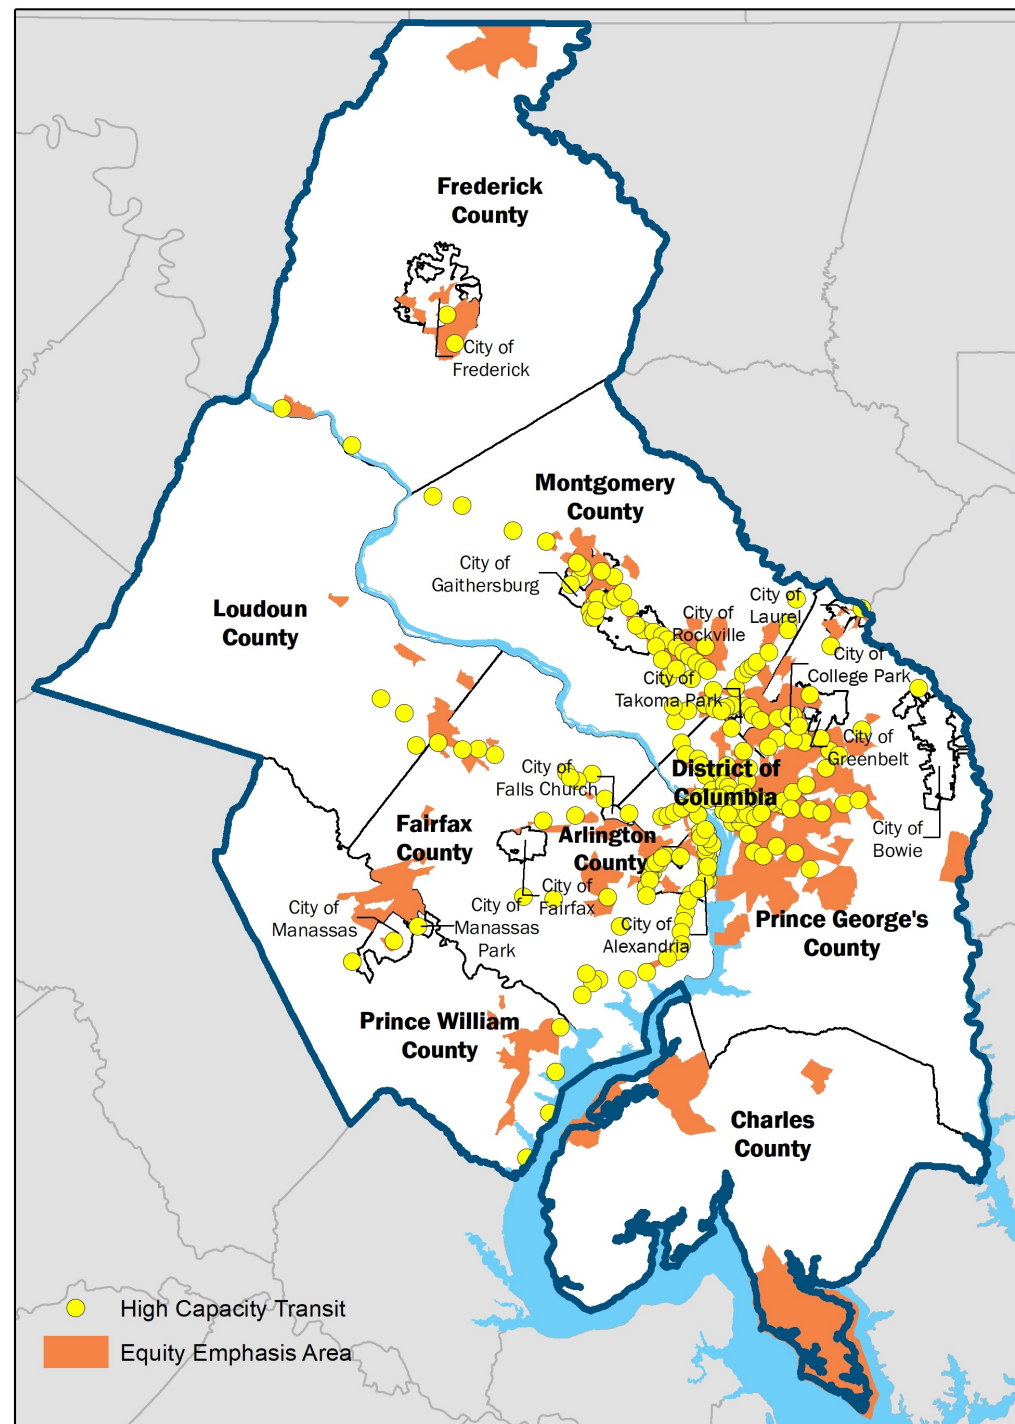 Frederick
County
City of
Frederick
Montgomery
County
City of
Gaithersburg
Loudoun
County
City of
Rockville
City of
Laurel
City of
College Park
City of
Takoma Park
City of
Greenbelt
City of
Falls Church
District of
Columbia
Fairfax
County
Arlington
County
City of
Bowie
City of
Fairfax
City of
Manassas
City of
Manassas
Park
City of
Alexandria
Prince George's
County
Prince William
County
Charles
County
High Capacity Transit
Equity Emphasis Area